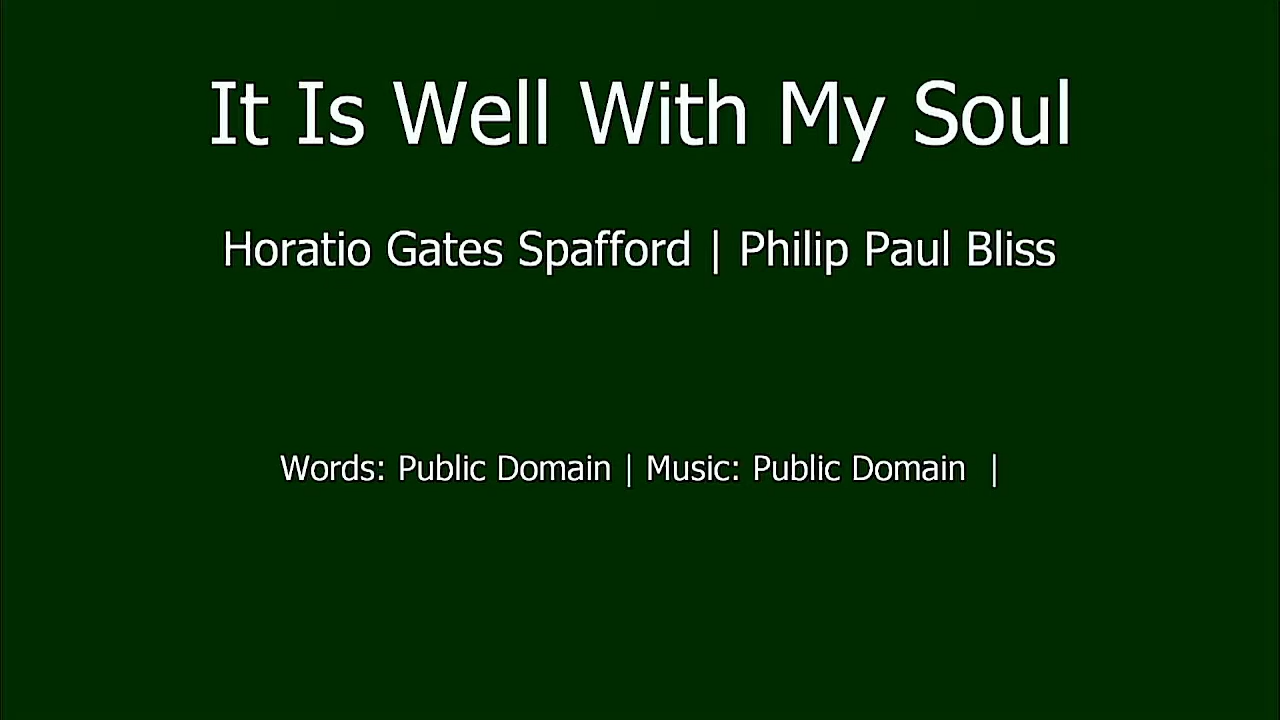 It Is Well With My Soul
Horatio Gates Spafford | Philip Paul Bliss
Words: Public Domain | Music: Public Domain |